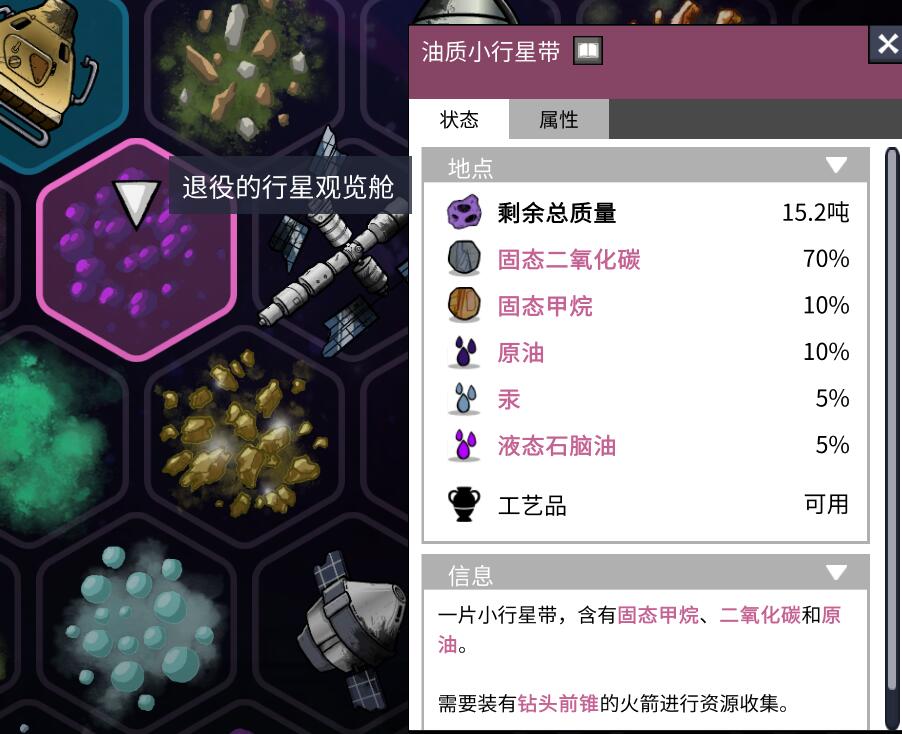 油质小行星带
状态 属性
退役的行星观览舱
地点
剩余总质量 15.2吨
固态二氧化碳 70%
固态甲烷 10%
原油 10%
汞 5%
液态石脑油 5%
工艺品 可用
信息
一片小行星带，含有固态甲烷、二氧化碳和原
油。
需要装有钻头前锥的火箭进行资源收集。